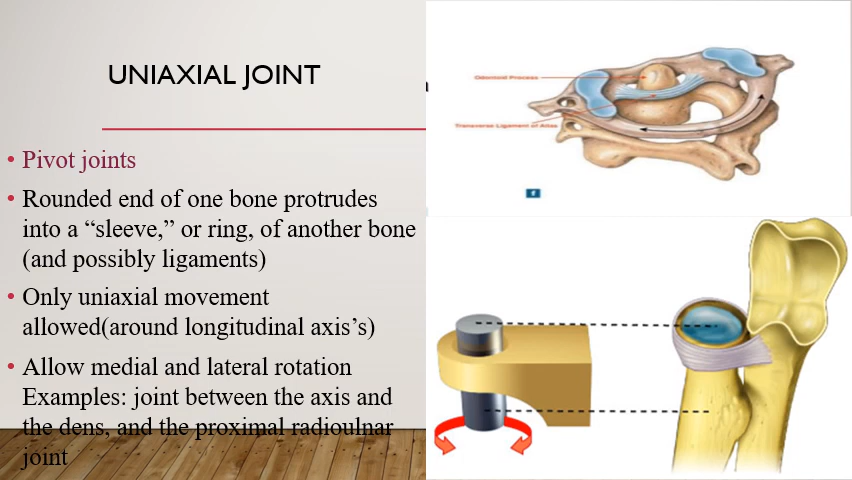 UNIAXIAL JOINT
• Pivot joints
• Rounded end of one bone protrudes
into a “sleeve,” or ring, of another bone
(and possibly ligaments)
• Only uniaxial movement
allowed(around longitudinal axis’s)
• Allow medial and lateral rotation
Examples: joint between the axis and
the dens, and the proximal radioulnar
joint
Odontoid Process
Transverse Ligament of Atlas
f